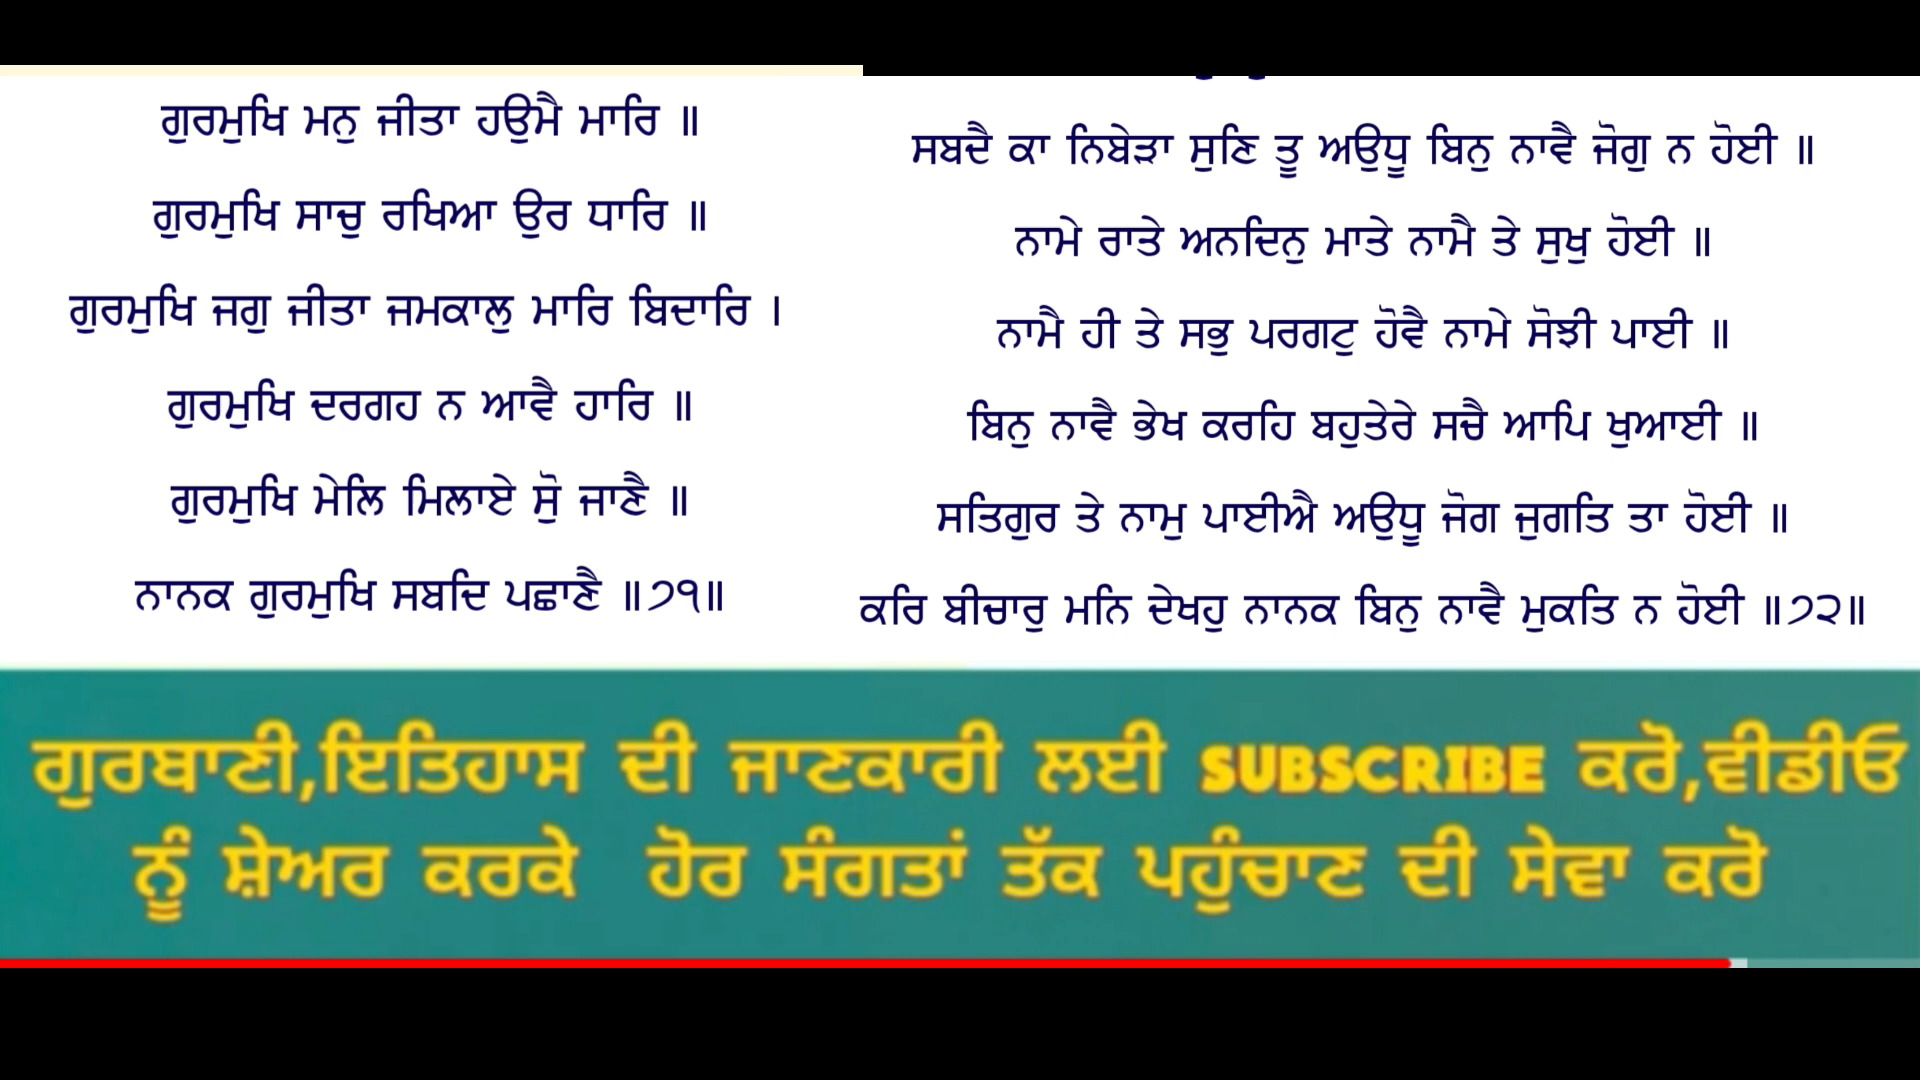 ਗੁਰਮੁਖਿ ਮਨੁ ਜੀਤਾ ਹਉਮੈ ਮਾਰਿ ॥
ਗੁਰਮੁਖਿ ਸਾਚੁ ਰਖਿਆ ਉਰ ਧਾਰਿ ॥
ਗੁਰਮੁਖਿ ਜਗੁ ਜੀਤਾ ਜਮਕਾਲੁ ਮਾਰਿ ਬਿਦਾਰਿ ।
ਗੁਰਮੁਖਿ ਦਰਗਹ ਨ ਆਵੈ ਹਾਰਿ ॥
ਗੁਰਮੁਖਿ ਮੇਲਿ ਮਿਲਾਏ ਸੋੁ ਜਾਣੈ ॥
ਨਾਨਕ ਗੁਰਮੁਖਿ ਸਬਦਿ ਪਛਾਣੈ ॥੭੧॥
ਸਬਦੈ ਕਾ ਨਿਬੇੜਾ ਸੁਣਿ ਤੂ ਅਉਧੂ ਬਿਨੁ ਨਾਵੈ ਜੋਗੁ ਨ ਹੋਈ ॥
ਨਾਮੇ ਰਾਤੇ ਅਨਦਿਨੁ ਮਾਤੇ ਨਾਮੈ ਤੇ ਸੁਖੁ ਹੋਈ ॥
ਨਾਮੈ ਹੀ ਤੇ ਸਭੁ ਪਰਗਟੁ ਹੋਵੈ ਨਾਮੇ ਸੋਝੀ ਪਾਈ ॥
ਬਿਨੁ ਨਾਵੈ ਭੇਖ ਕਰਹਿ ਬਹੁਤੇਰੇ ਸਚੈ ਆਪਿ ਖੁਆਈ ॥
ਸਤਿਗੁਰ ਤੇ ਨਾਮੁ ਪਾਈਐ ਅਉਧੂ ਜੋਗ ਜੁਗਤਿ ਤਾ ਹੋਈ ॥
ਕਰਿ ਬੀਚਾਰੁ ਮਨਿ ਦੇਖਹੁ ਨਾਨਕ ਬਿਨੁ ਨਾਵੈ ਮੁਕਤਿ ਨ ਹੋਈ ॥੭੨॥
ਗੁਰਬਾਣੀ,ਇਤਿਹਾਸ ਦੀ ਜਾਣਕਾਰੀ ਲਈ SUBSCRIBE ਕਰੋ,ਵੀਡੀਓ
ਨੂੰ ਸ਼ੇਅਰ ਕਰਕੇ ਹੋਰ ਸੰਗਤਾਂ ਤੱਕ ਪਹੁੰਚਾਣ ਦੀ ਸੇਵਾ ਕਰੋ